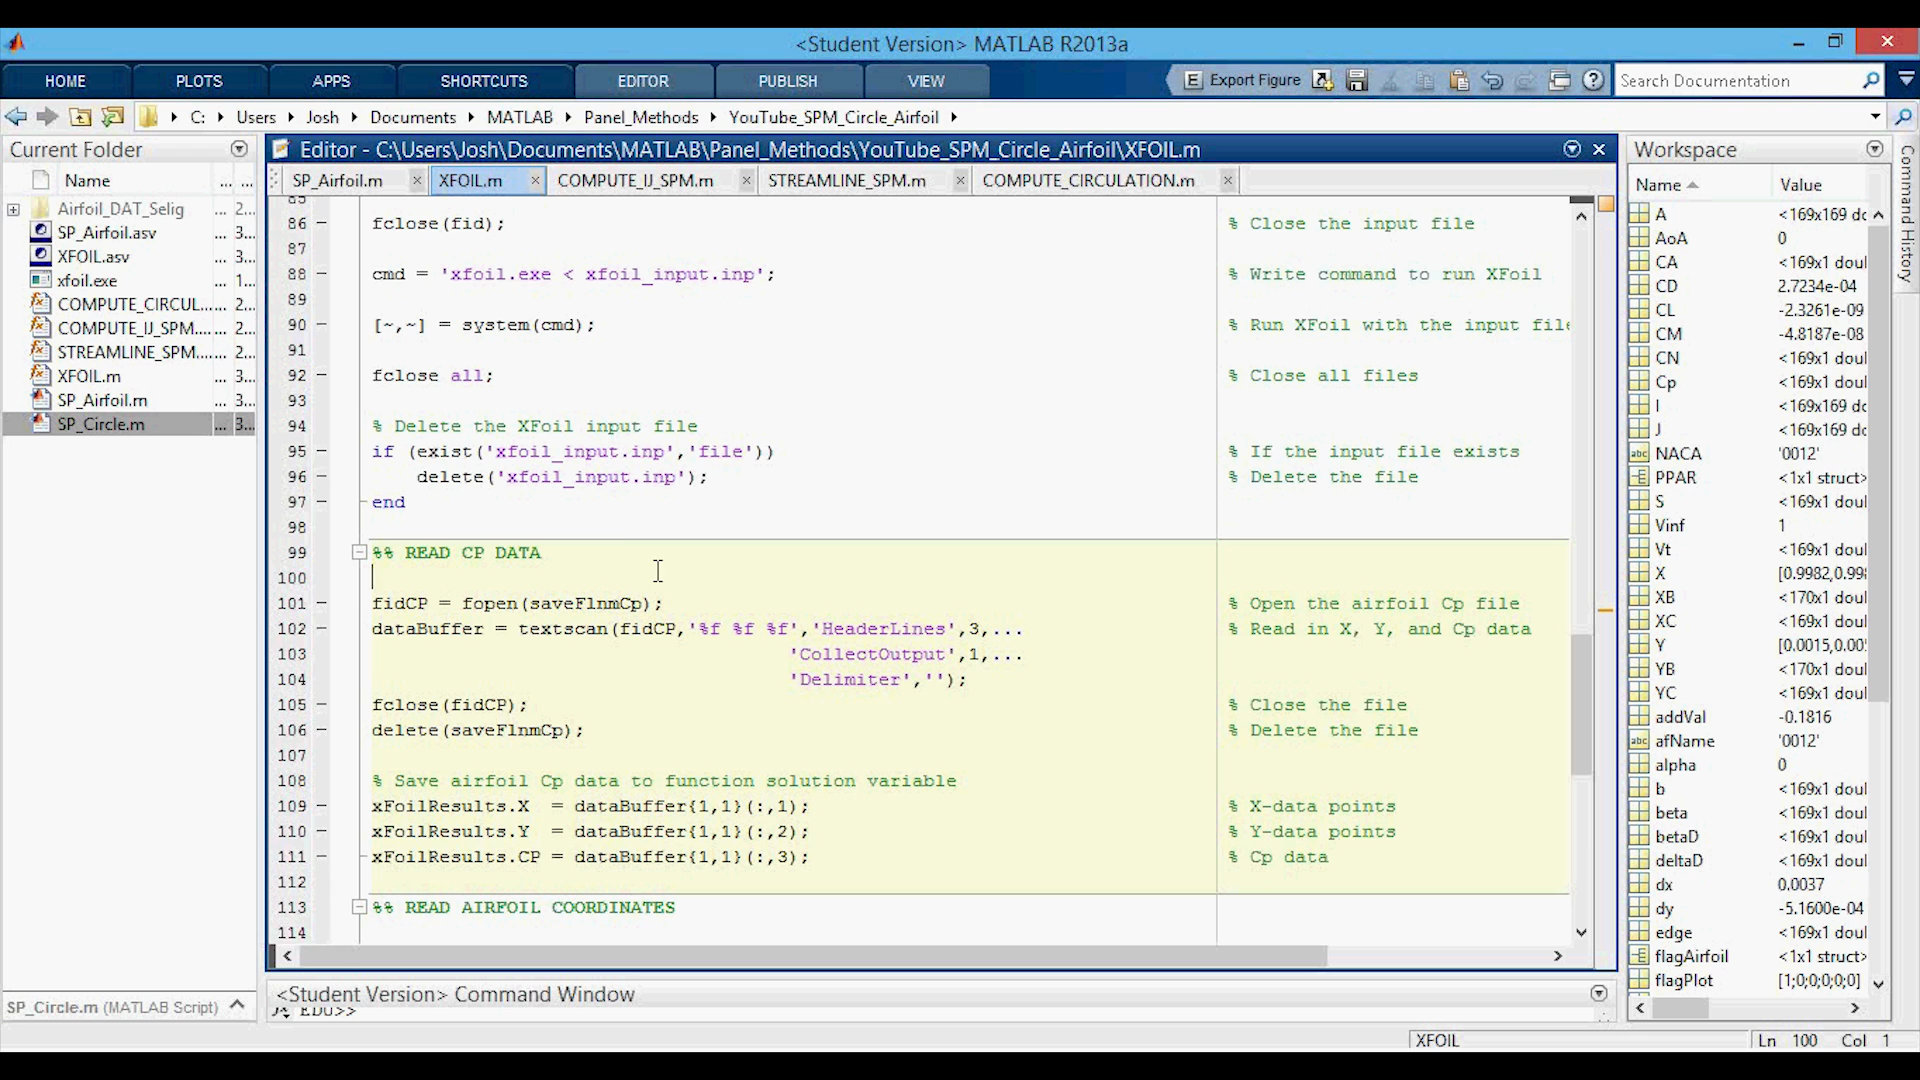 <Student Version> MATLAB R2013a
HOME PLOTS APPS SHORTCUTS EDITOR PUBLISH VIEW
Export Figure
Search Documentation
C: Users Josh Documents MATLAB Panel_Methods YouTube_SPM_Circle_Airfoil
Current Folder
Name
Airfoil_DAT_Selig ... 2...
SP_Airfoil.asv ... 3...
XFOIL.asv ... 3...
xfoil.exe ... 1...
COMPUTE_CIRCUL... ... 2...
COMPUTE_IJ_SPM.... ... 2...
STREAMLINE_SPM.... ... 2...
XFOIL.m ... 3...
SP_Airfoil.m ... 3...
SP_Circle.m ... 3...
SP_Circle.m (MATLAB Script)
Editor - C:\Users\Josh\Documents\MATLAB\Panel_Methods\YouTube_SPM_Circle_Airfoil\XFOIL.m
SP_Airfoil.m XFOIL.m COMPUTE_IJ_SPM.m STREAMLINE_SPM.m COMPUTE_CIRCULATION.m
85
86 fclose(fid); % Close the input file
87
88 cmd = 'xfoil.exe < xfoil_input.inp'; % Write command to run XFoil
89
90 [~,~] = system(cmd); % Run XFoil with the input file
91
92 fclose all; % Close all files
93
94 % Delete the XFoil input file
95 if (exist('xfoil_input.inp','file')) % If the input file exists
96 delete('xfoil_input.inp'); % Delete the file
97 end
98
99 %% READ CP DATA
100
101 fidCP = fopen(saveFlnmCp); % Open the airfoil Cp file
102 dataBuffer = textscan(fidCP,'%f %f %f','HeaderLines',3,... % Read in X, Y, and Cp data
103 'CollectOutput',1,...
104 'Delimiter','');
105 fclose(fidCP); % Close the file
106 delete(saveFlnmCp); % Delete the file
107
108 % Save airfoil Cp data to function solution variable
109 xFoilResults.X = dataBuffer{1,1}(:,1); % X-data points
110 xFoilResults.Y = dataBuffer{1,1}(:,2); % Y-data points
111 xFoilResults.CP = dataBuffer{1,1}(:,3); % Cp data
112
113 %% READ AIRFOIL COORDINATES
114
<Student Version> Command Window
EDU>>
Workspace
Name Value
A <169x169 do
AoA 0
CA <169x1 doul
CD 2.7234e-04
CL -2.3261e-09
CM -4.8187e-08
CN <169x1 doul
Cp <169x1 doul
I <169x169 do
J <169x169 do
NACA '0012'
PPAR <1x1 struct>
S <169x1 doul
Vinf 1
Vt <169x1 doul
X [0.9982,0.99
XB <170x1 doul
XC <169x1 doul
Y [0.0015,0.00
YB <170x1 doul
YC <169x1 doul
addVal -0.1816
afName '0012'
alpha 0
b <169x1 doul
beta <169x1 doul
betaD <169x1 doul
deltaD <169x1 doul
dx 0.0037
dy -5.1600e-04
edge <169x1 doul
flagAirfoil <1x1 struct>
flagPlot [1;0;0;0;0;0]
Command History
XFOIL Ln 100 Col 1